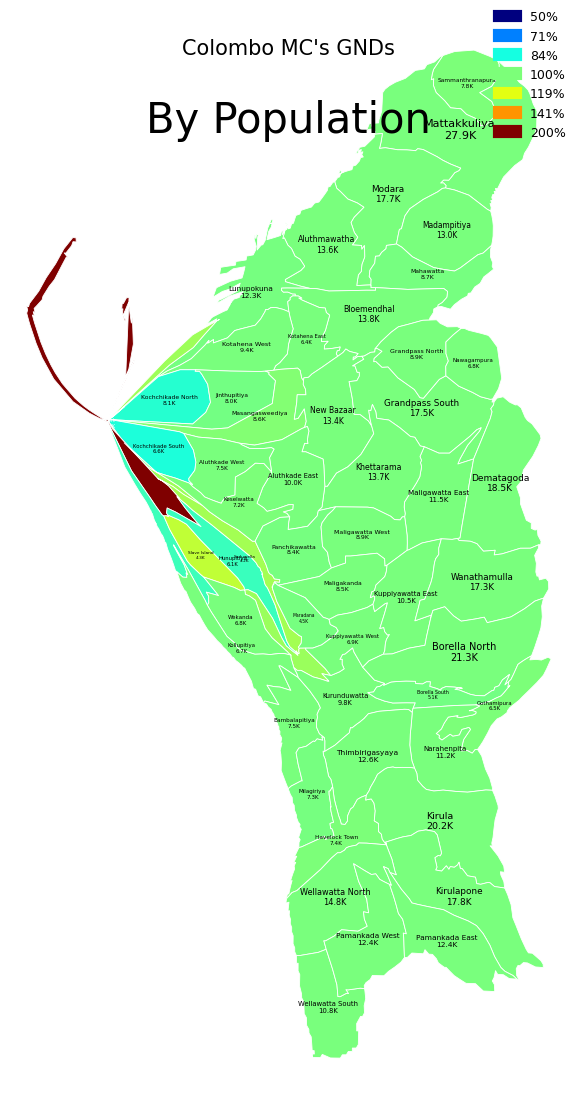 50%
71%
84%
100%
119%
141%
200%
Colombo MC's GNDs
By Population
Sammanthranapura
7.8K
Mattakkuliya
27.9K
Modara
17.7K
Madampitiya
13.0K
Aluthmawatha
13.6K
Mahawatta
8.7K
Lunupokuna
12.3K
Bloemendhal
13.8K
Kotahena East
6.4K
Kotahena West
9.4K
Grandpass North
8.9K
Nawagampura
6.8K
Kochchikade North
8.1K
Jinthupitiya
8.0K
Masangasweediya
8.6K
New Bazaar
13.4K
Grandpass South
17.5K
Kochchikade South
6.6K
Aluthkade West
7.5K
Aluthkade East
10.0K
Khettarama
13.7K
Dematagoda
18.5K
Maligawatta East
11.5K
Keselwatta
7.2K
Maligawatta West
8.9K
Panchikawatta
8.4K
Slave Island
4.3K
Hunupitiya
6.1K
Maligakanda
8.5K
Wanathamulla
17.3K
Kuppiyawatta East
10.5K
Wekanda
6.8K
Maradana
4.5K
Kuppiyawatta West
6.9K
Kollupitiya
6.7K
Borella North
21.3K
Kurunduwatta
9.8K
Borella South
5.1K
Gothamipura
6.5K
Bambalapitiya
7.5K
Thimbirigasyaya
12.6K
Narahenpita
11.2K
Milagiriya
7.3K
Kirula
20.2K
Havelock Town
7.4K
Wellawatta North
14.8K
Kirulapone
17.8K
Pamankada West
12.4K
Pamankada East
12.4K
Wellawatta South
10.8K